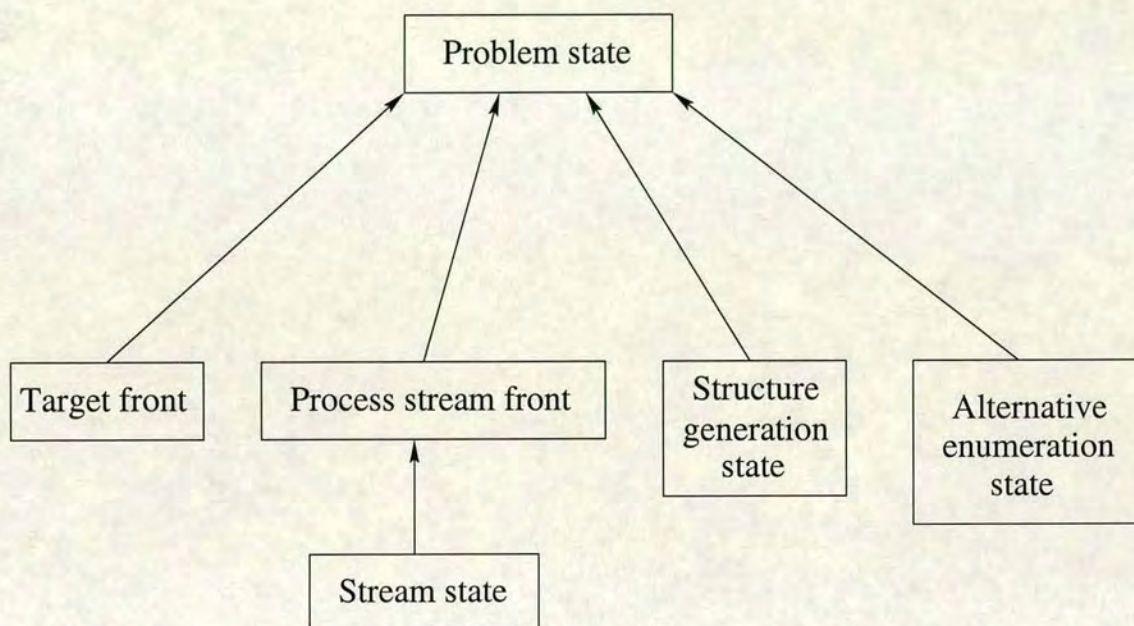 Problem state
Target front
Process stream front
Structure
generation
state
Alternative
enumeration
state
Stream state